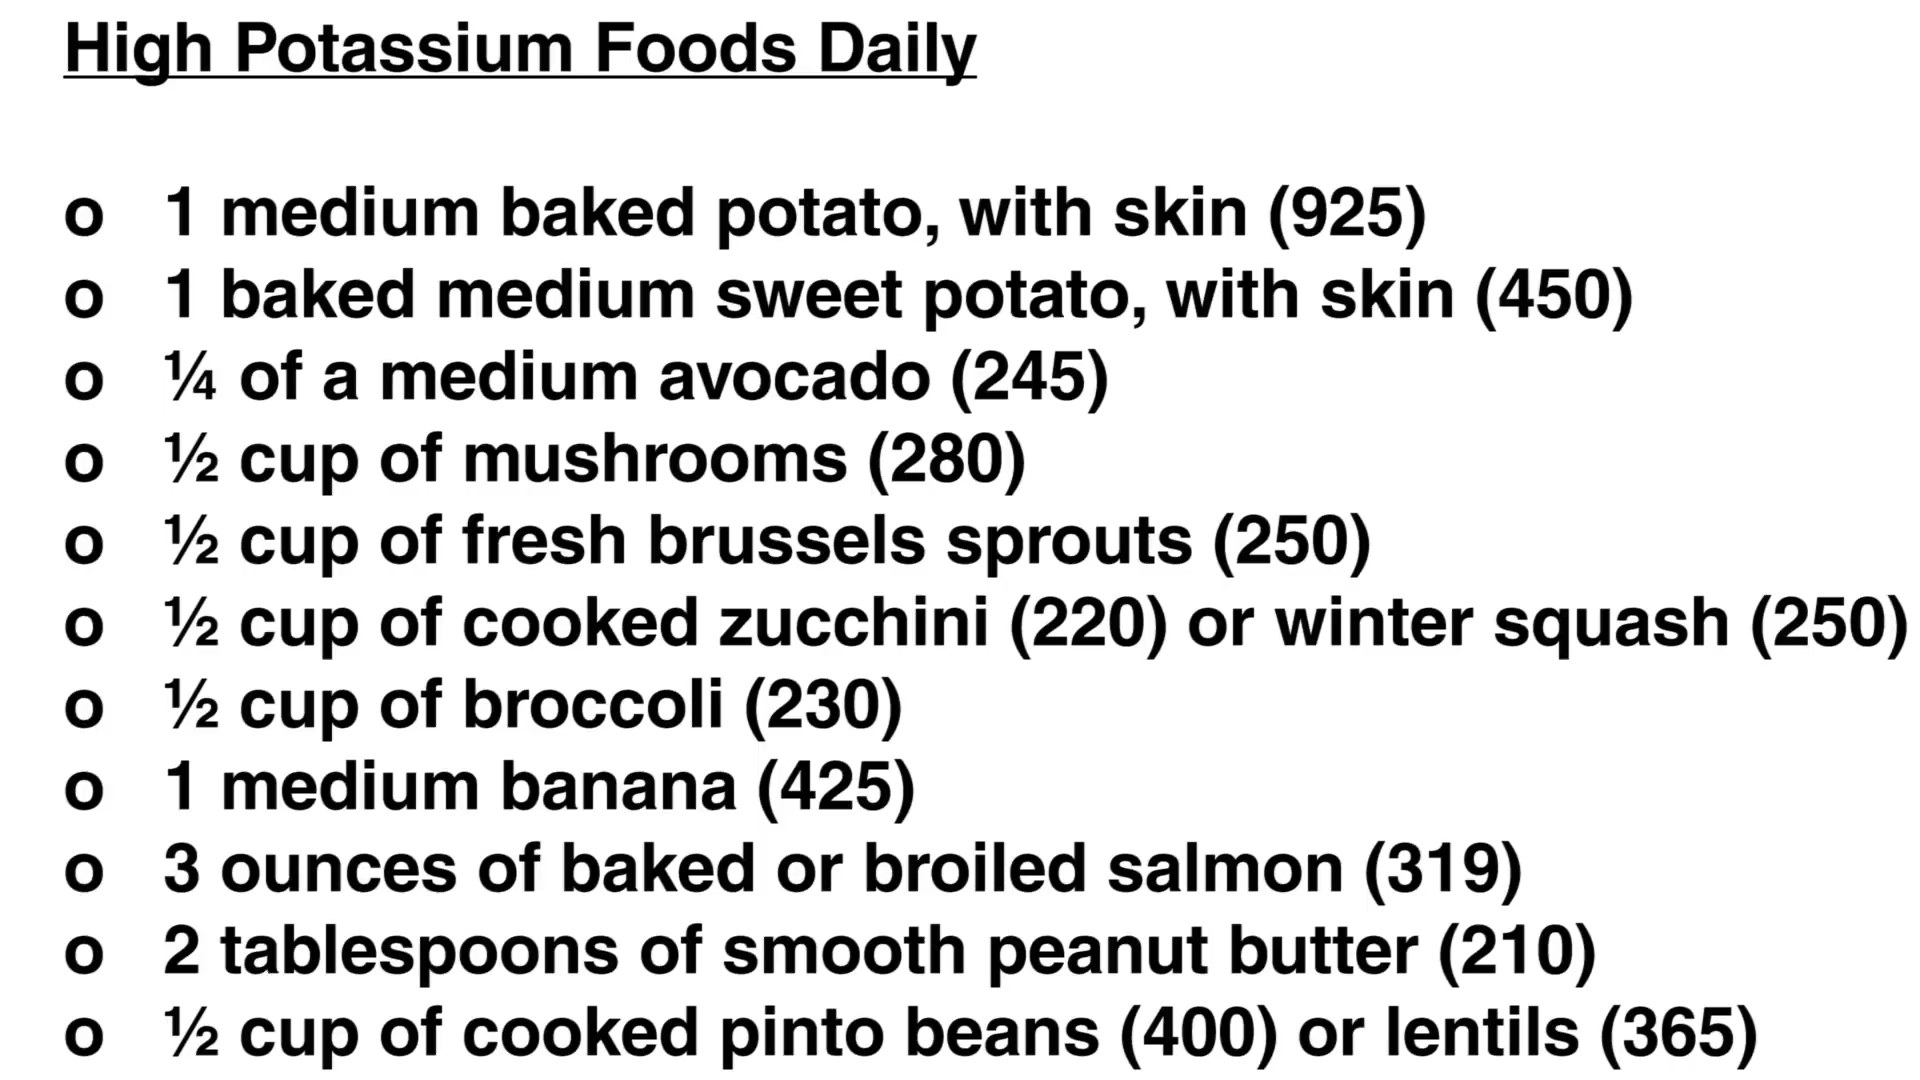 High Potassium Foods Daily
o 1 medium baked potato, with skin (925)
o 1 baked medium sweet potato, with skin (450)
o ¼ of a medium avocado (245)
o ½ cup of mushrooms (280)
o ½ cup of fresh brussels sprouts (250)
o ½ cup of cooked zucchini (220) or winter squash (250)
o ½ cup of broccoli (230)
o 1 medium banana (425)
o 3 ounces of baked or broiled salmon (319)
o 2 tablespoons of smooth peanut butter (210)
o ½ cup of cooked pinto beans (400) or lentils (365)